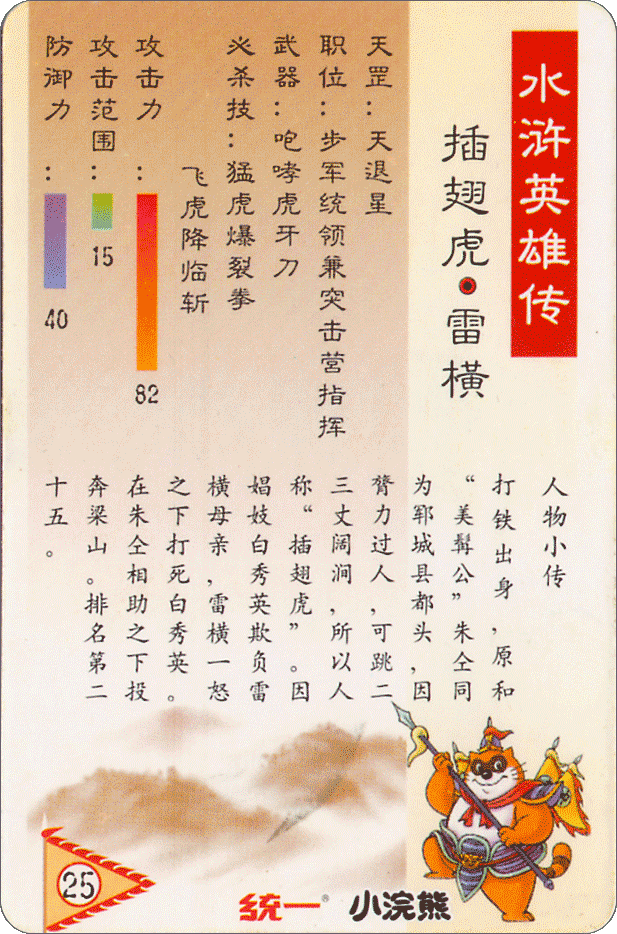 水浒英雄传
插翅虎·雷横
天罡：天退星
职位：步军统领兼突击营指挥
武器：咆哮虎牙刀
必杀技：猛虎爆裂拳
飞虎降临斩
攻击力：
82
攻击范围：
15
防御力：
40
人物小传
打铁出身，原和
“美髯公”朱仝同
为郓城县都头，因
膂力过人，可跳二
三丈阔涧，所以人
称“插翅虎”。因
娼妓白秀英欺负雷
横母亲，雷横一怒
之下打死白秀英。
在朱仝相助之下投
奔梁山。排名第二
十五。
25
统一®
小浣熊